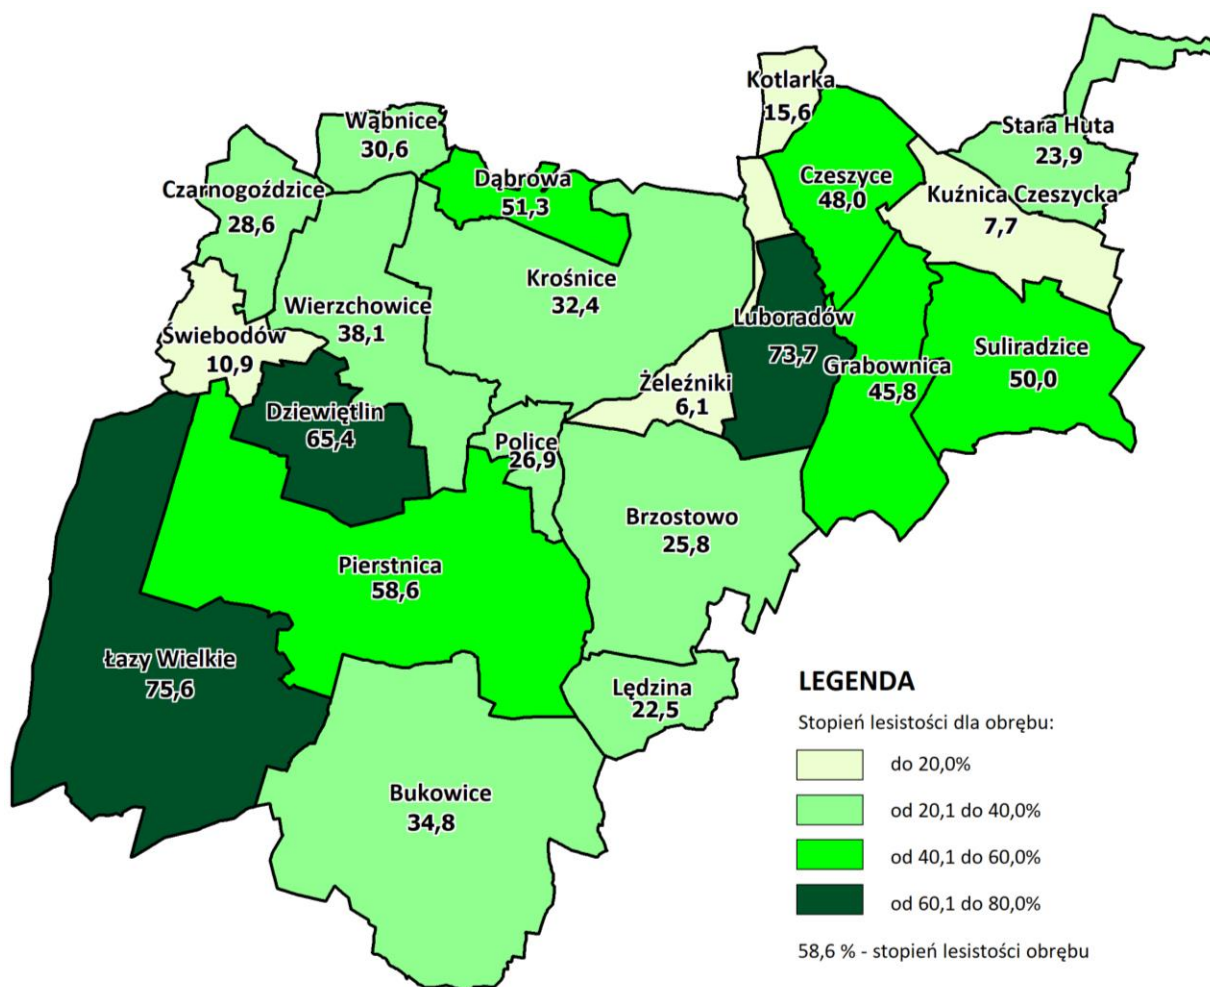 Kotlarka
15,6
Wąbnice
30,6
Stara Huta
23,9
Czarnogoździce
28,6
Dąbrowa
51,3
Czeszyce
48,0
Kuźnica Czeszycka
7,7
Krośnice
32,4
Wierzchowice
38,1
Świebodów
10,9
Luboradów
73,7
Suliradzice
50,0
Grabownica
45,8
Żeleźniki
6,1
Dziewiętlin
65,4
Police
26,9
Brzostowo
25,8
Pierstnica
58,6
Łazy Wielkie
75,6
Lędzina
22,5
Bukowice
34,8
LEGENDA
Stopień lesistości dla obrębu:
do 20,0%
od 20,1 do 40,0%
od 40,1 do 60,0%
od 60,1 do 80,0%
58,6 % - stopień lesistości obrębu